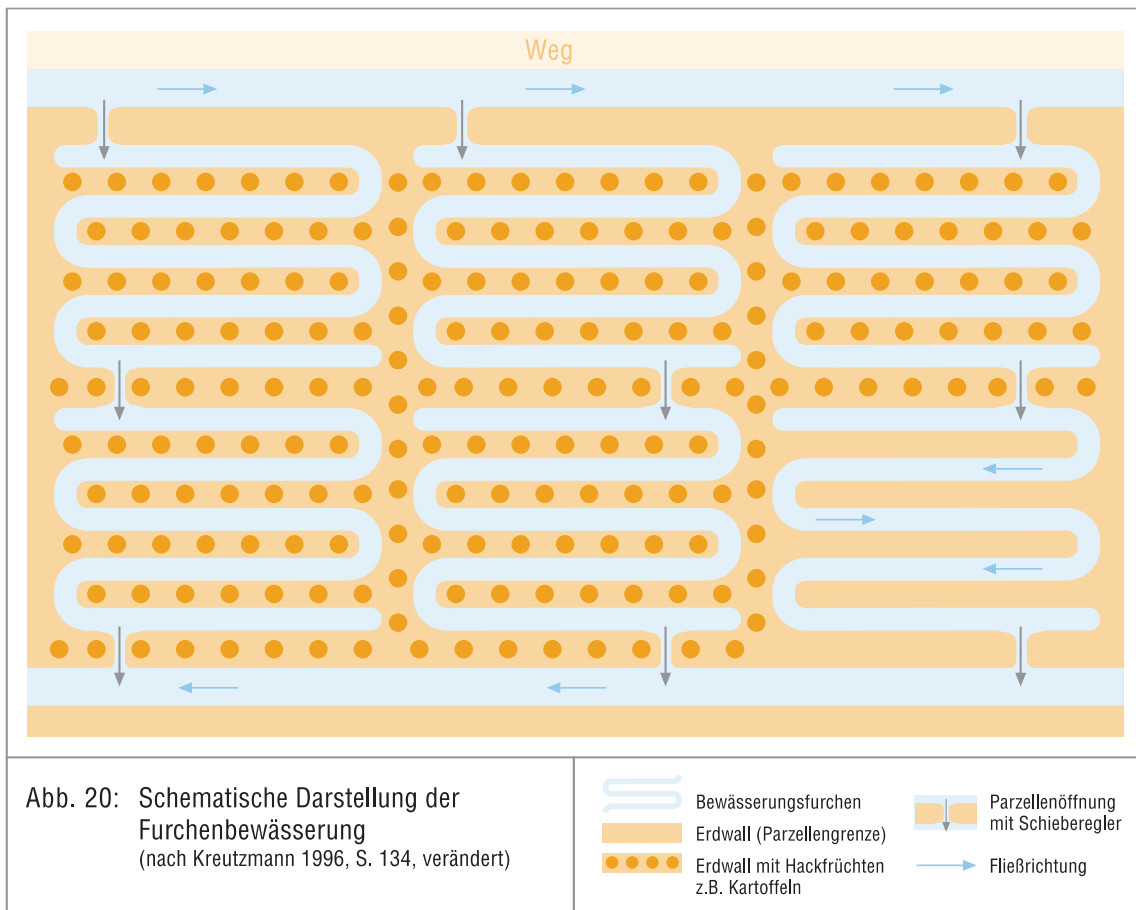 Weg
Abb. 20: Schematische Darstellung der
Furchenbewässerung
(nach Kreutzmann 1996, S. 134, verändert)
Bewässerungsfurchen
Erdwall (Parzellengrenze)
Erdwall mit Hackfrüchten
z.B. Kartoffeln
Parzellenöffnung
mit Schieberegler
Fließrichtung